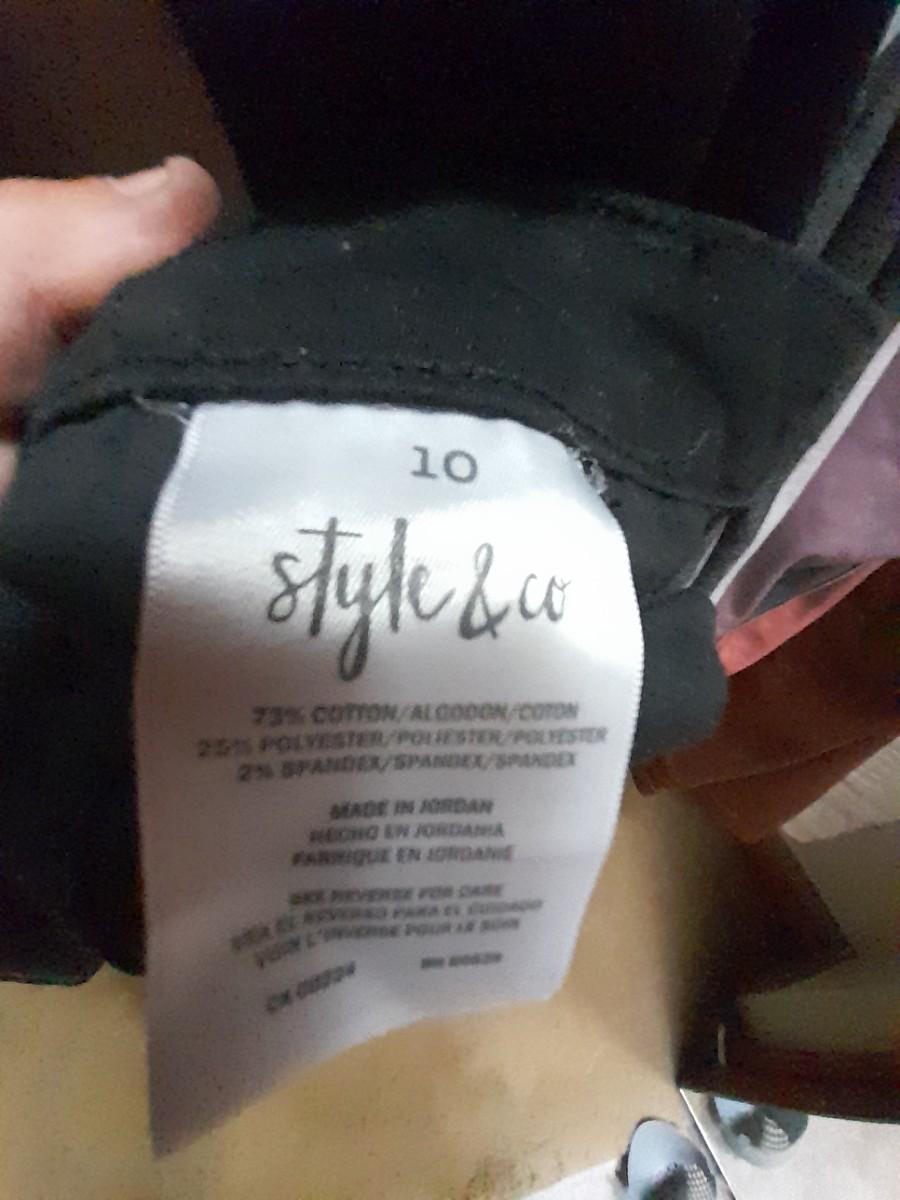 10
style & co
73% COTTON/ALGODON/COTON
25% POLYESTER/POLIESTER/POLYESTER
2% SPANDEX/SPANDEX/SPANDEX
MADE IN JORDAN
HECHO EN JORDANIA
FABRIQUE EN JORDANIE
SEE REVERSE FOR CARE
VEA EL REVERSO PARA EL CUIDADO
VOIR L'INVERSE POUR LE SOIN